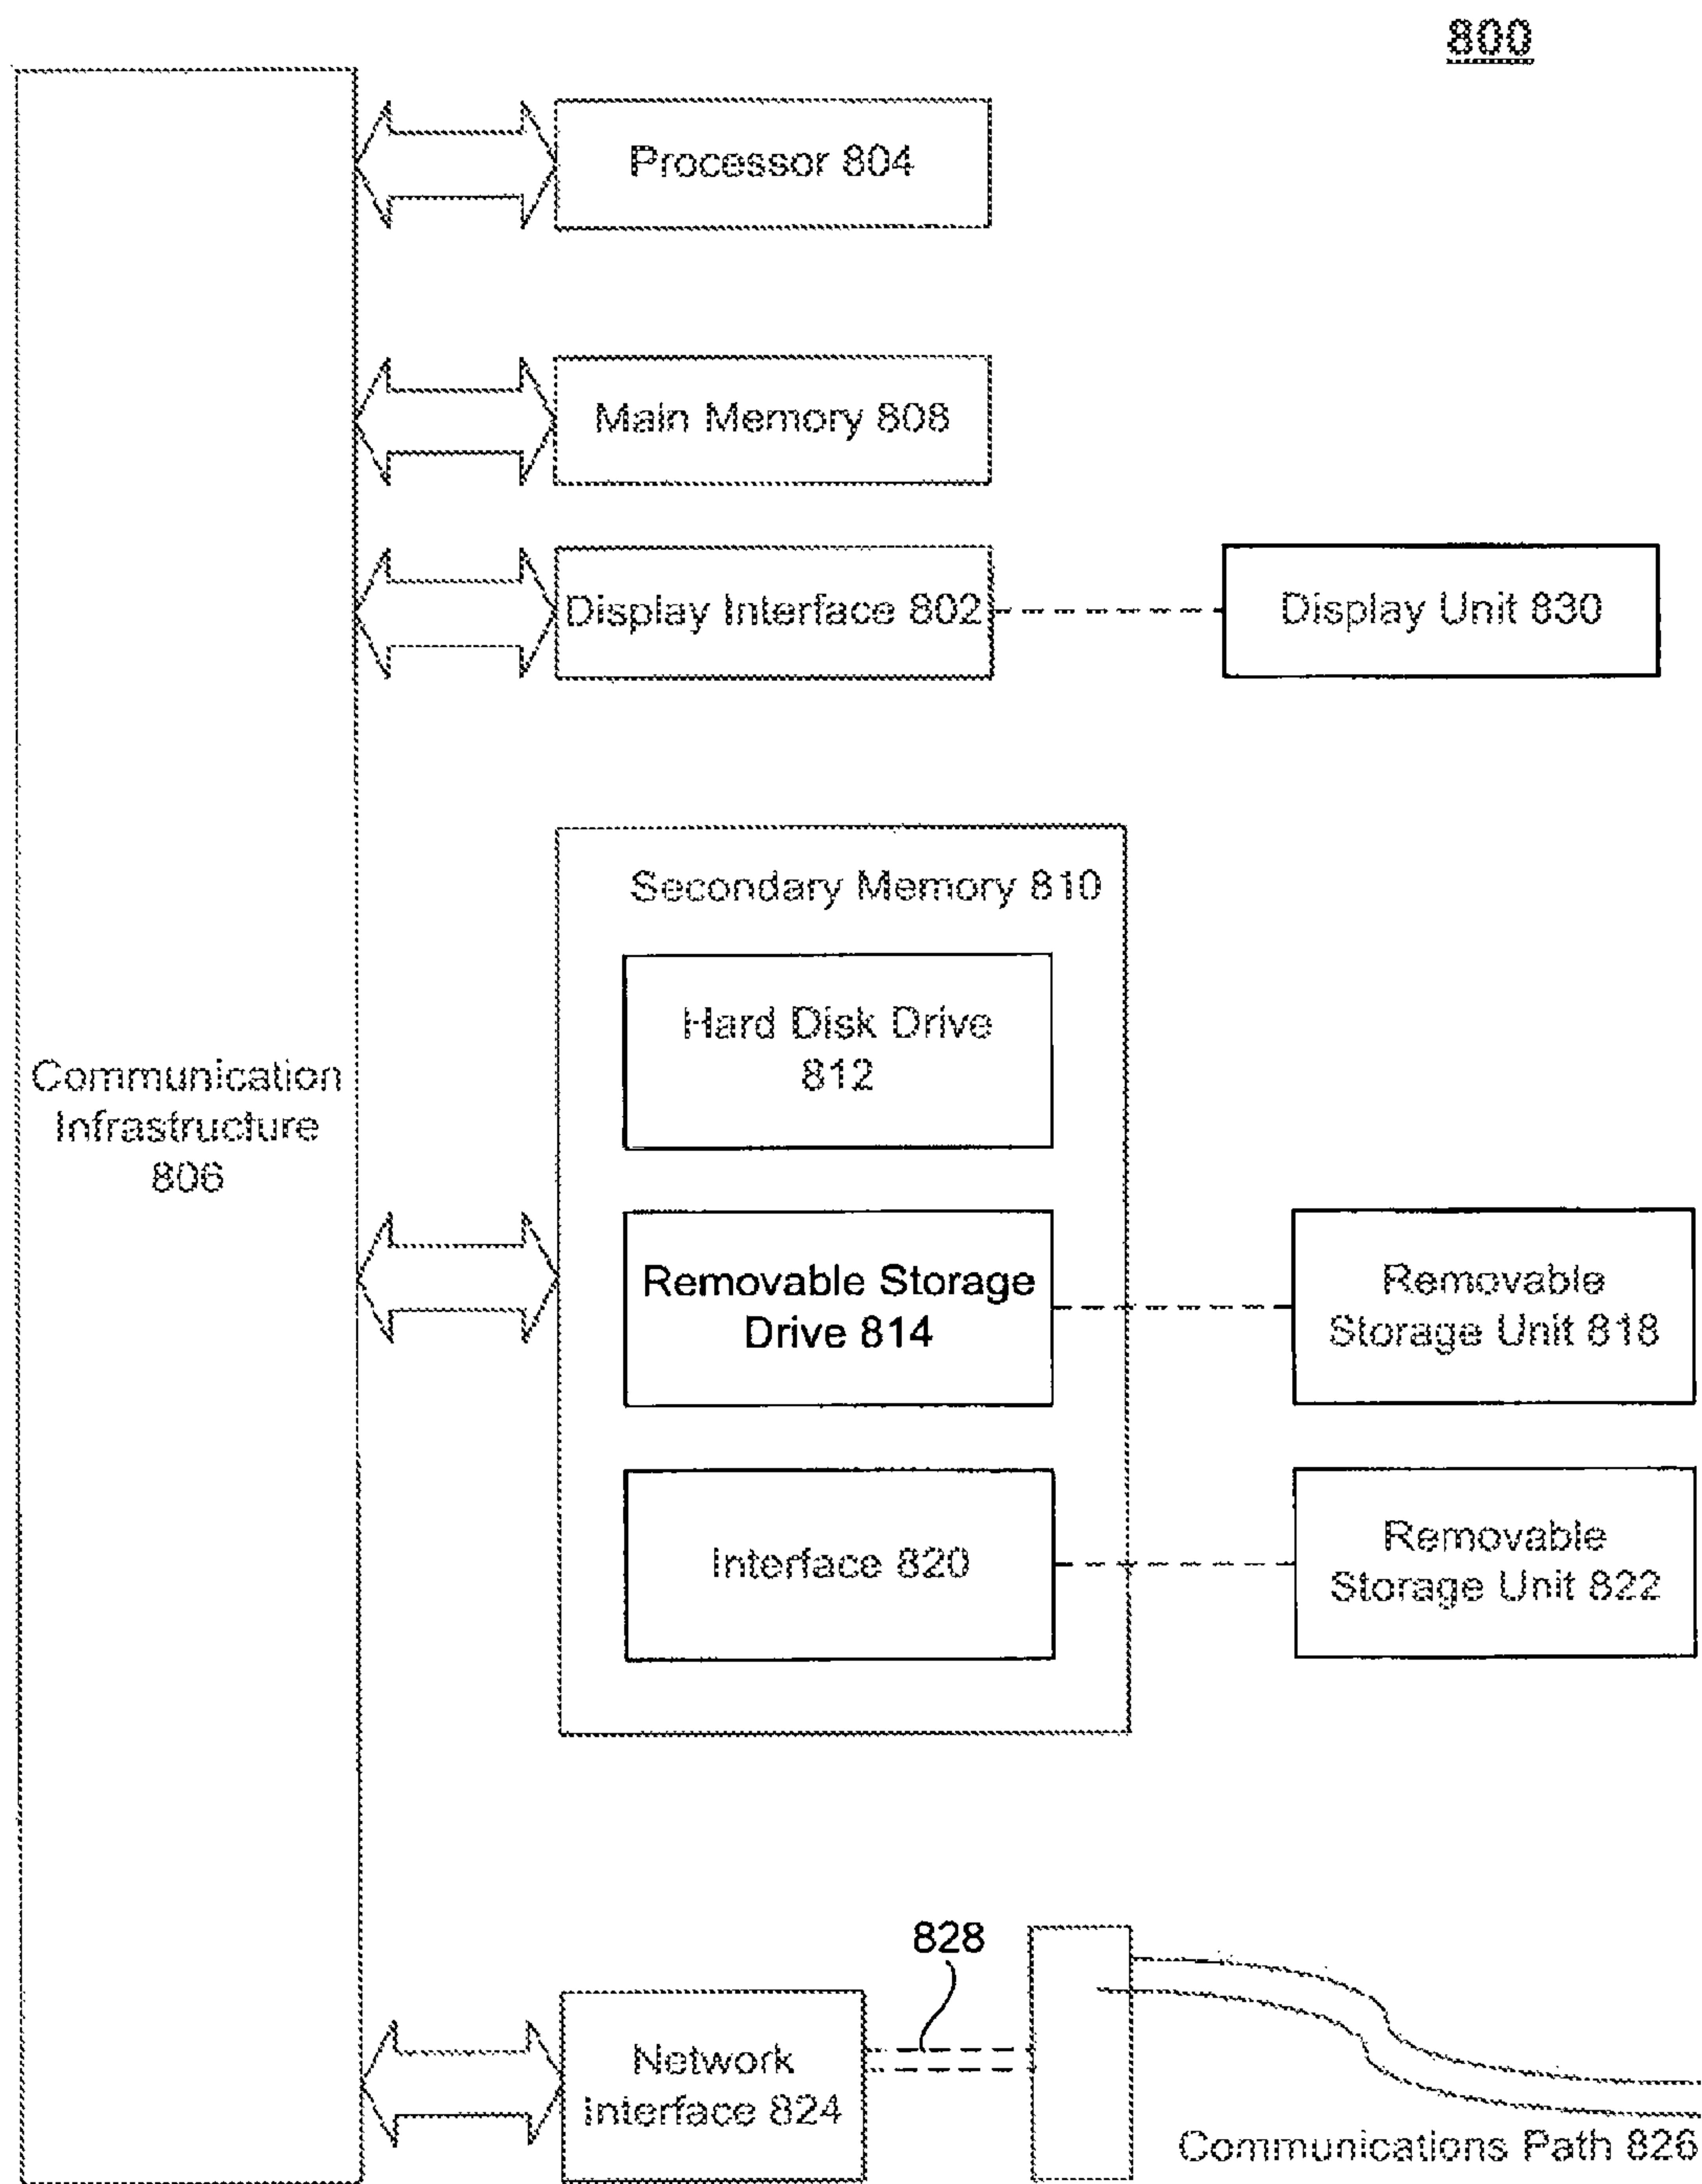 800
Processor 804
Main Memory 808
Display Interface 802
Display Unit 830
Secondary Memory 810
Hard Disk Drive
812
Communication
Infrastructure
806
Removable Storage
Drive 814
Removable
Storage Unit 818
Interface 820
Removable
Storage Unit 822
828
Network
Interface 824
Communications Path 826